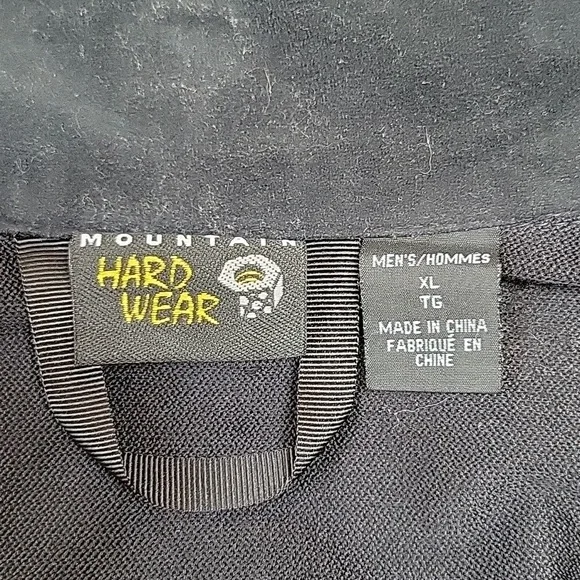 MOUNTAIN
HARD
WEAR
MEN'S/HOMMES
XL
TG
MADE IN CHINA
FABRIQUÉ EN
CHINE